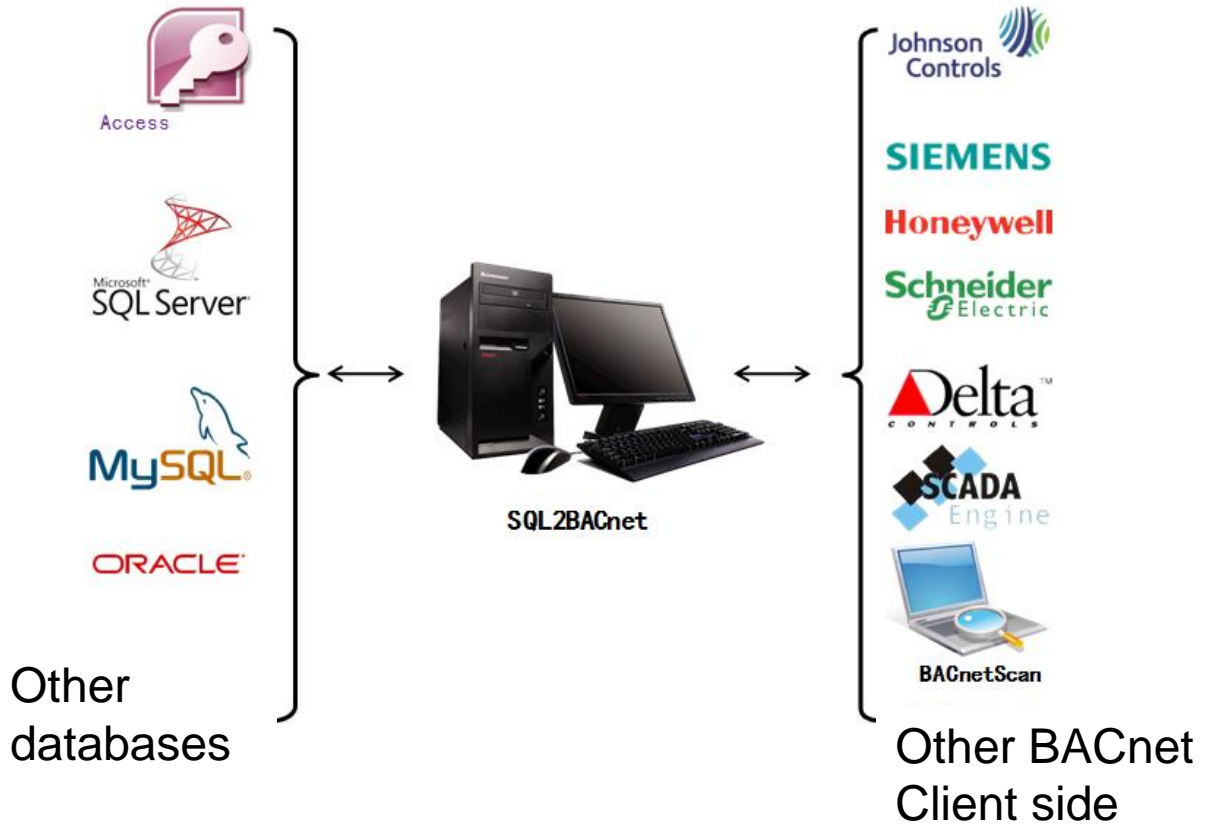 Access
Microsoft®
SQL Server
MySQL®
ORACLE
Other
databases
SQL2BACnet
Johnson
Controls
SIEMENS
Honeywell
Schneider
Electric
Delta™
CONTROLS
SCADA
Engine
BACnetScan
Other BACnet
Client side